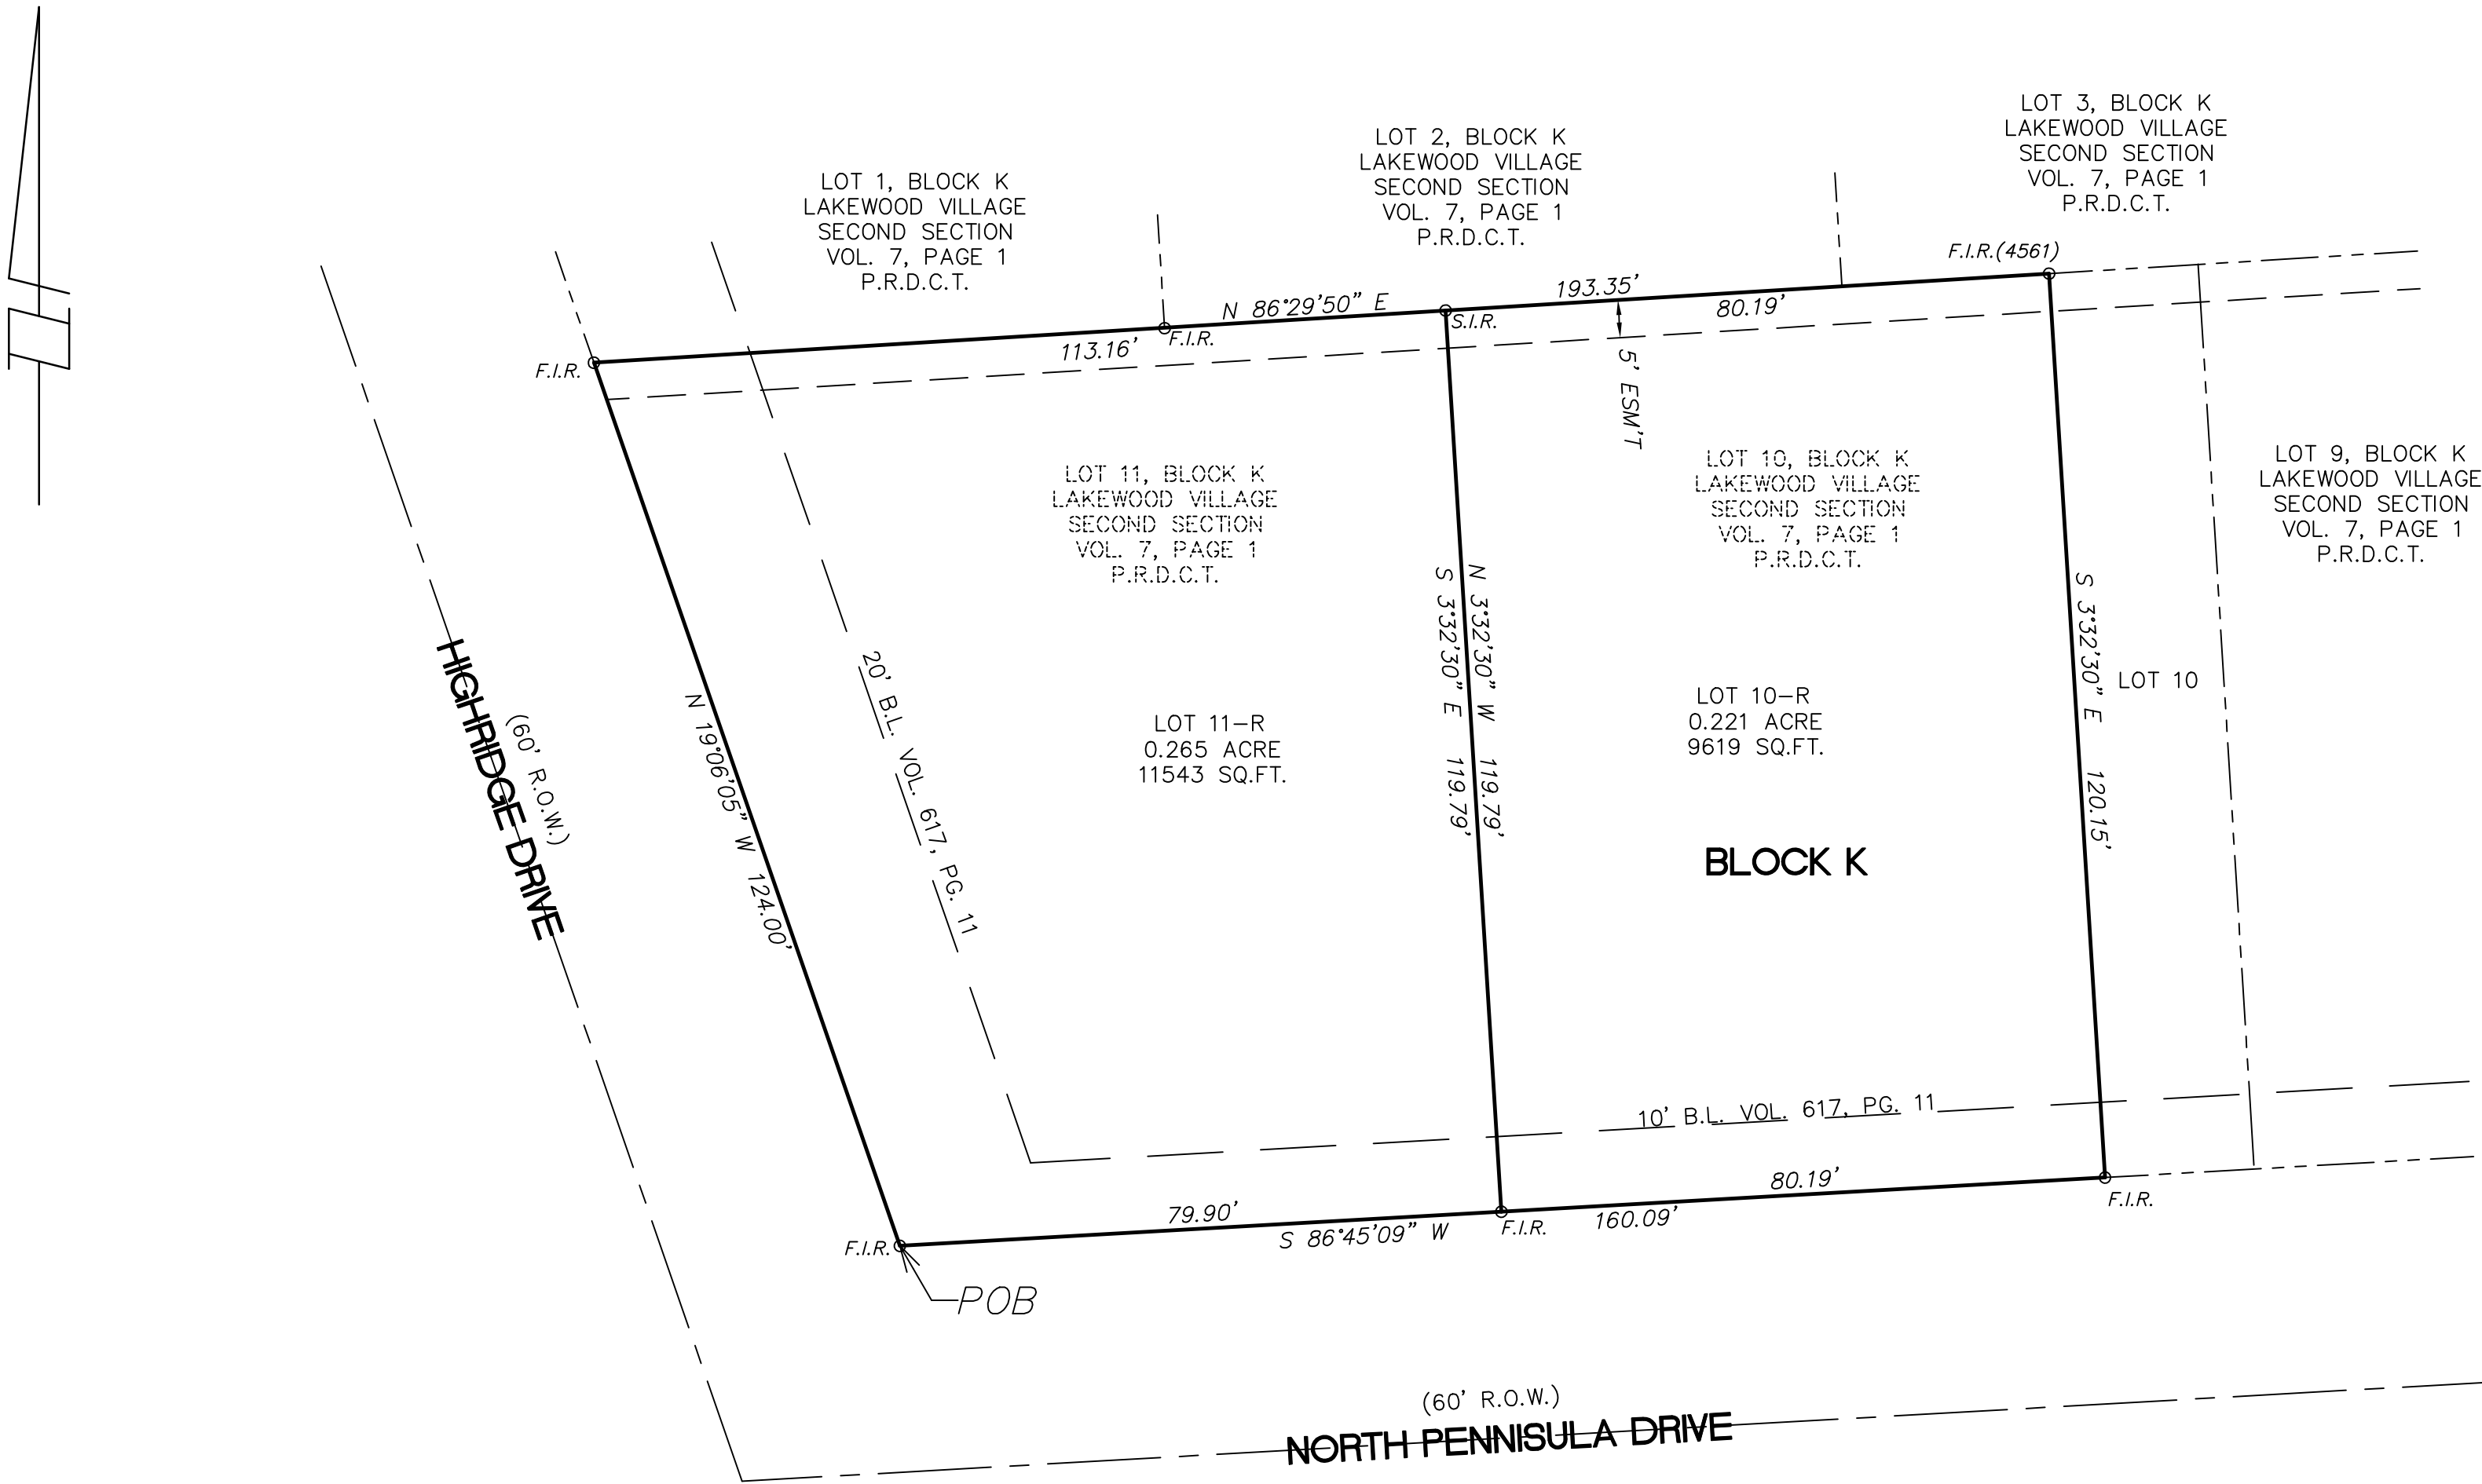 LOT 3, BLOCK K
LAKEWOOD VILLAGE
SECOND SECTION
VOL. 7, PAGE 1
P.R.D.C.T.
LOT 2, BLOCK K
LAKEWOOD VILLAGE
SECOND SECTION
VOL. 7, PAGE 1
P.R.D.C.T.
LOT 1, BLOCK K
LAKEWOOD VILLAGE
SECOND SECTION
VOL. 7, PAGE 1
P.R.D.C.T.
F.I.R.(4561)
193.35'
N 86°29'50" E
80.19'
S.I.R.
F.I.R.
113.16'
F.I.R.
5' ESM'T
LOT 11, BLOCK K
LAKEWOOD VILLAGE
SECOND SECTION
VOL. 7, PAGE 1
P.R.D.C.T.
LOT 10, BLOCK K
LAKEWOOD VILLAGE
SECOND SECTION
VOL. 7, PAGE 1
P.R.D.C.T.
LOT 9, BLOCK K
LAKEWOOD VILLAGE
SECOND SECTION
VOL. 7, PAGE 1
P.R.D.C.T.
HIGHRIDGE DRIVE
(60' R.O.W.)
N 19°06'05" W 124.00'
20' B.L. VOL. 617, PG. 11
LOT 11-R
0.265 ACRE
11543 SQ.FT.
S 3°32'30" E 119.79'
N 3°32'30" W 119.79'
LOT 10-R
0.221 ACRE
9619 SQ.FT.
S 3°32'30" E 120.15'
LOT 10
BLOCK K
10' B.L. VOL. 617, PG. 11
79.90'
80.19'
S 86°45'09" W
F.I.R.
160.09'
F.I.R.
F.I.R.
POB
(60' R.O.W.)
NORTH PENNISULA DRIVE